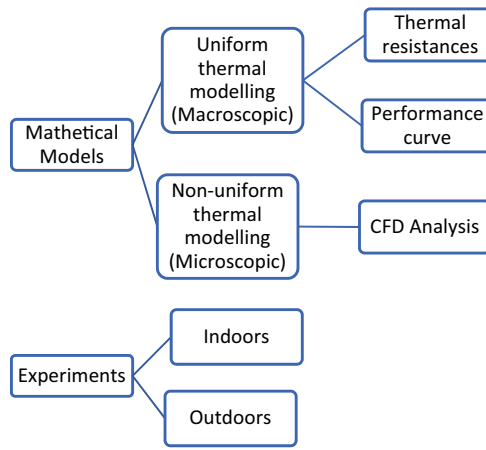 Mathetical
Models
Uniform
thermal
modelling
(Macroscopic)
Thermal
resistances
Performance
curve
Non-uniform
thermal
modelling
(Microscopic)
CFD Analysis
Experiments
Indoors
Outdoors